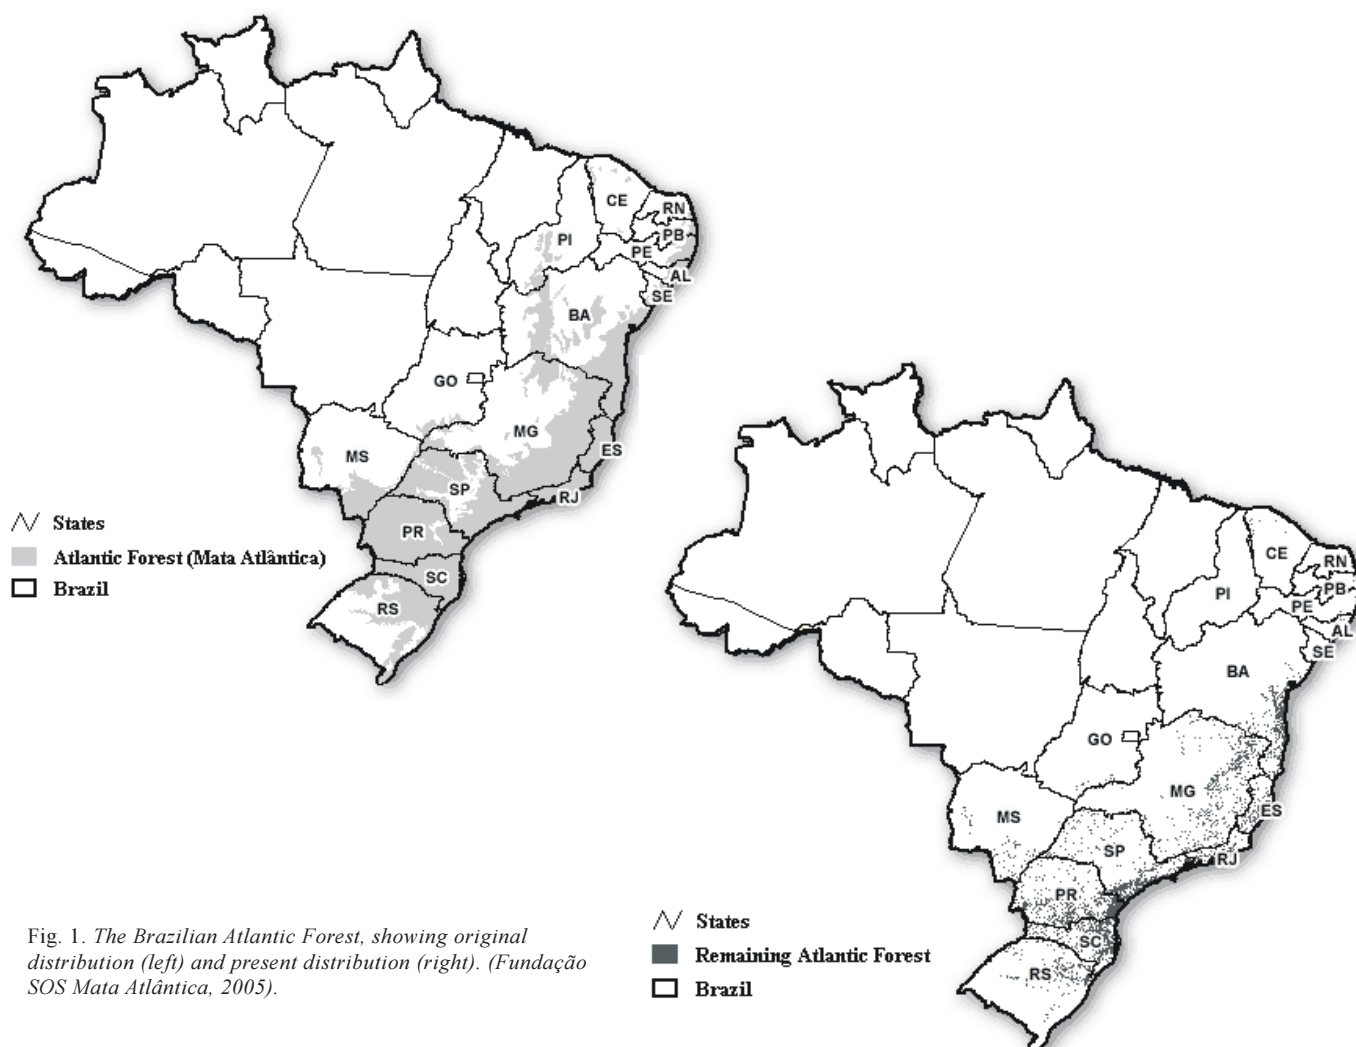 CE
RN
PB
PI
PE
AL
SE
BA
GO
MG
MS
ES
SP
RJ
PR
SC
RS
States
Atlantic Forest (Mata Atlântica)
Brazil
CE
RN
PB
PI
PE
AL
SE
BA
GO
MG
ES
MS
SP
RJ
PR
SC
RS
States
Remaining Atlantic Forest
Brazil
Fig. 1. The Brazilian Atlantic Forest, showing original
distribution (left) and present distribution (right). (Fundação
SOS Mata Atlântica, 2005).